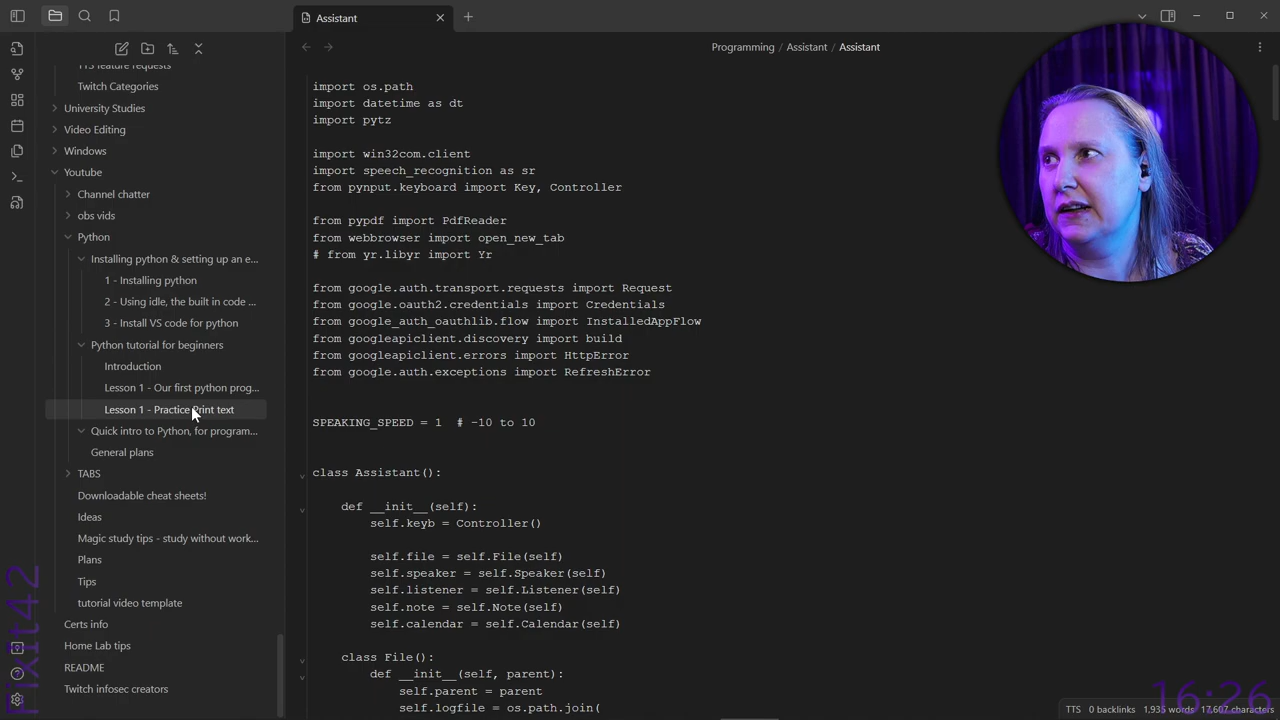 Assistant
Programming / Assistant / Assistant
TTS feature requests
Twitch Categories
University Studies
Video Editing
Windows
Youtube
Channel chatter
obs vids
Python
Installing python & setting up an e...
1 - Installing python
2 - Using idle, the built in code ...
3 - Install VS code for python
Python tutorial for beginners
Introduction
Lesson 1 - Our first python prog...
Lesson 1 - Practice Print text
Quick intro to Python, for program...
General plans
TABS
Downloadable cheat sheets!
Ideas
Magic study tips - study without work...
Plans
Tips
tutorial video template
Certs info
Home Lab tips
README
Twitch infosec creators
import os.path
import datetime as dt
import pytz
import win32com.client
import speech_recognition as sr
from pynput.keyboard import Key, Controller
from pypdf import PdfReader
from webbrowser import open_new_tab
# from yr.libyr import Yr
from google.auth.transport.requests import Request
from google.oauth2.credentials import Credentials
from google_auth_oauthlib.flow import InstalledAppFlow
from googleapiclient.discovery import build
from googleapiclient.errors import HttpError
from google.auth.exceptions import RefreshError
SPEAKING_SPEED = 1  # -10 to 10
class Assistant():
def __init__(self):
self.keyb = Controller()
self.file = self.File(self)
self.speaker = self.Speaker(self)
self.listener = self.Listener(self)
self.note = self.Note(self)
self.calendar = self.Calendar(self)
class File():
def __init__(self, parent):
self.parent = parent
self.logfile = os.path.join(
Fixit42
16:26
TTS 0 backlinks 1,935 words 17,607 characters